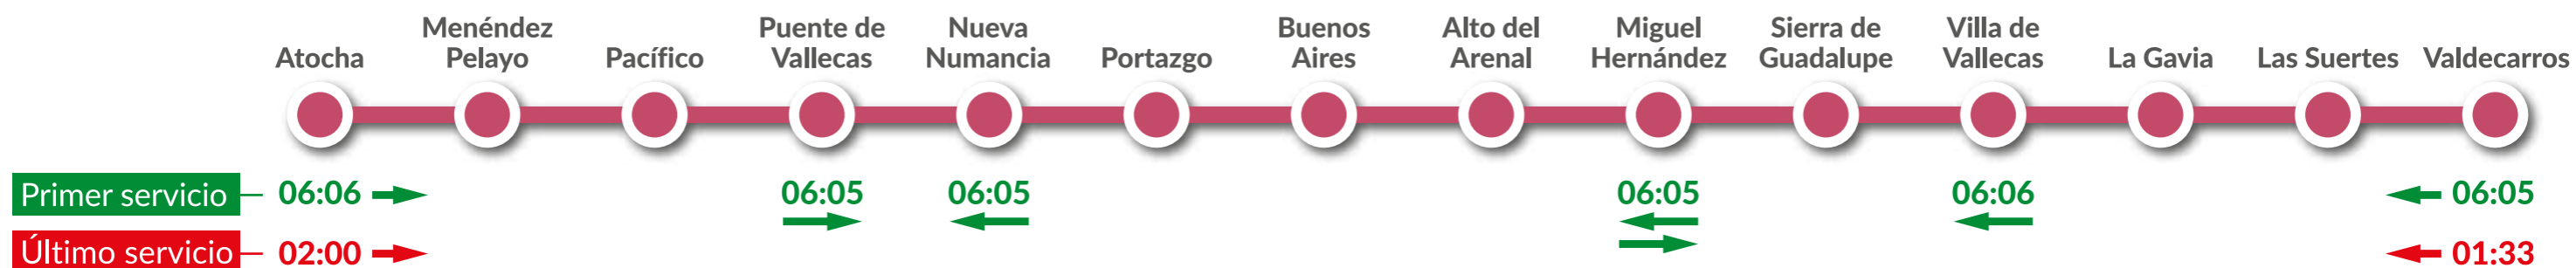 Atocha
Menéndez
Pelayo
Pacífico
Puente de
Vallecas
Nueva
Numancia
Portazgo
Buenos
Aires
Alto del
Arenal
Miguel
Hernández
Sierra de
Guadalupe
Villa de
Vallecas
La Gavia
Las Suertes
Valdecarros
Primer servicio 06:06 06:05 06:05 06:05 06:06 06:05
Último servicio 02:00 01:33